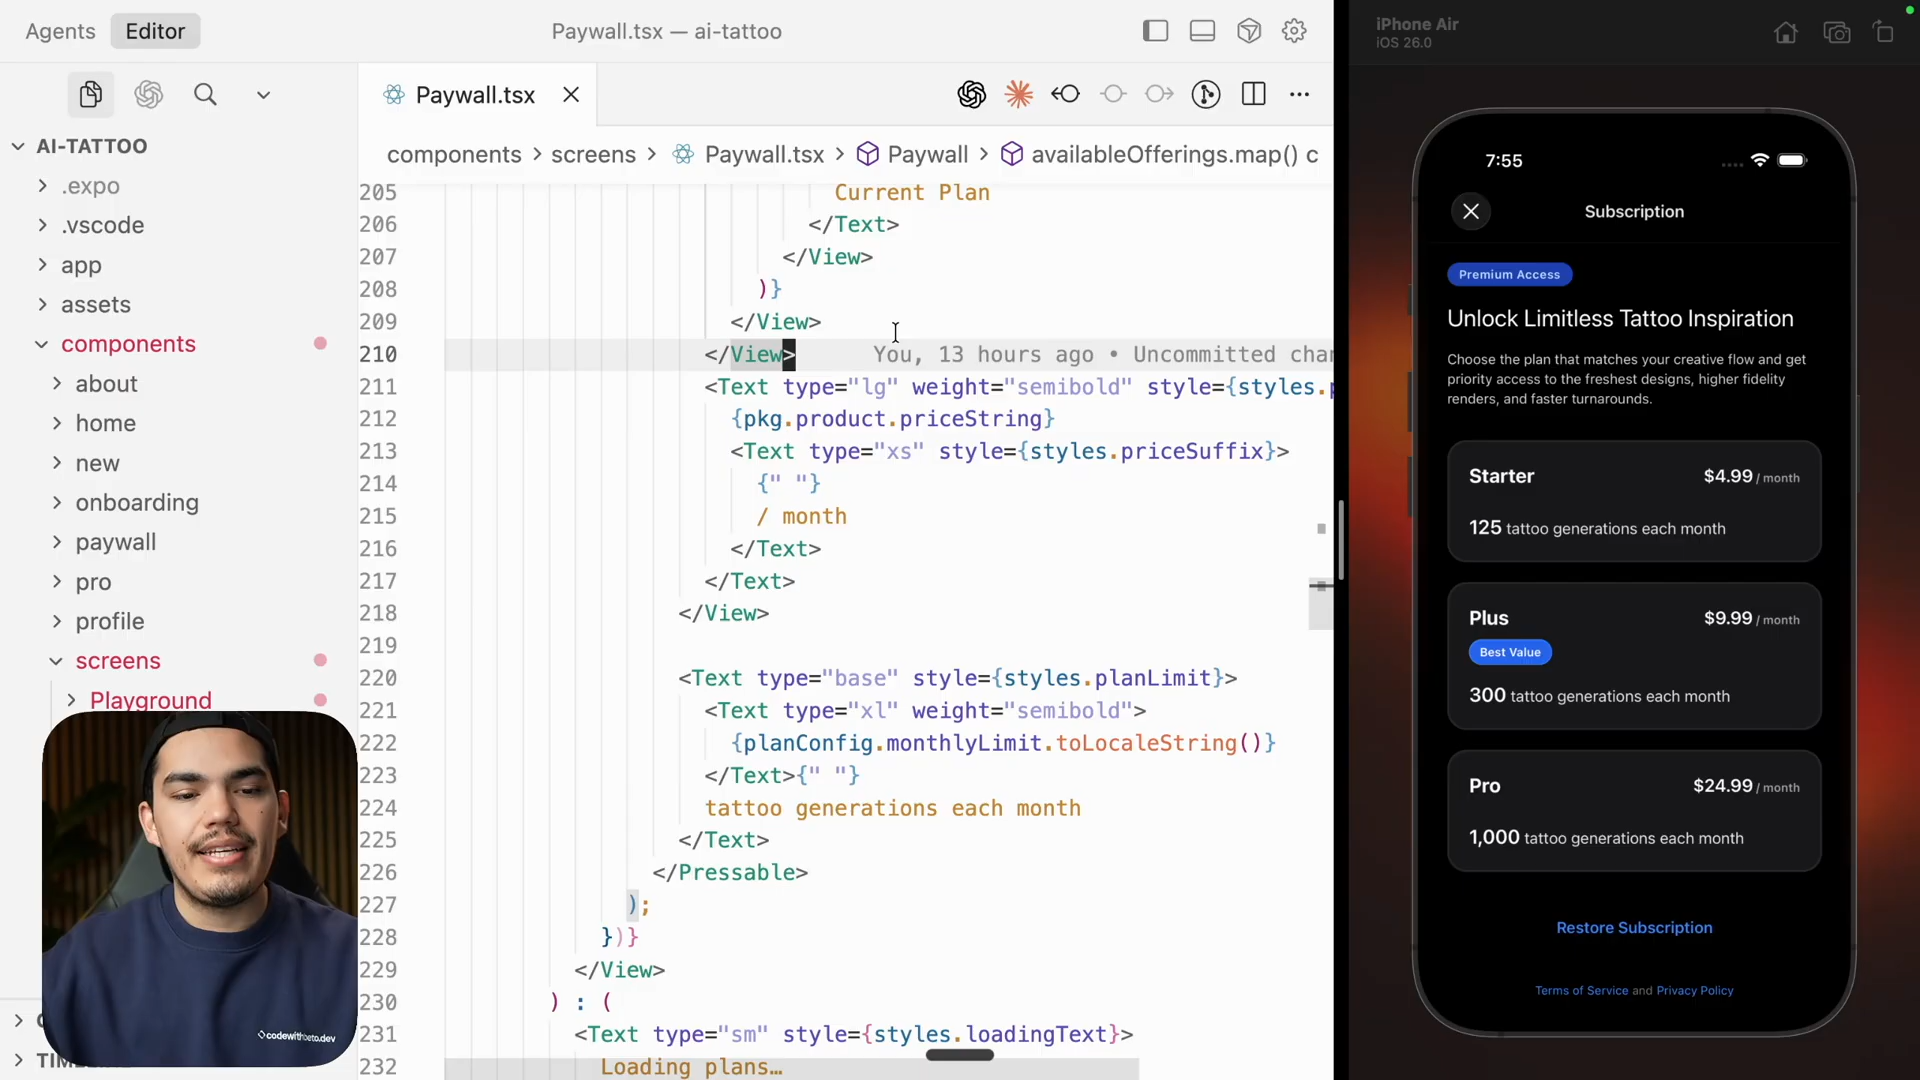 Agents
Editor
Paywall.tsx — ai-tattoo
Paywall.tsx
AI-TATTOO
.expo
.vscode
app
assets
components
about
home
new
onboarding
paywall
pro
profile
screens
Playground
components > screens > Paywall.tsx > Paywall > availableOfferings.map() c
205 Current Plan
206 </Text>
207 </View>
208 )}
209 </View>
210 </View> You, 13 hours ago • Uncommitted chan
211 <Text type="lg" weight="semibold" style={styles.p
212 {pkg.product.priceString}
213 <Text type="xs" style={styles.priceSuffix}>
214 {" "}
215 / month
216 </Text>
217 </Text>
218 </View>
219
220 <Text type="base" style={styles.planLimit}>
221 <Text type="xl" weight="semibold">
222 {planConfig.monthlyLimit.toLocaleString()}
223 </Text>{" "}
224 tattoo generations each month
225 </Text>
226 </Pressable>
227 );
228 })}
229 </View>
230 ) : (
231 <Text type="sm" style={styles.loadingText}>
232 Loading plans…
codewithbeto.dev
iPhone Air
iOS 26.0
7:55
Subscription
Premium Access
Unlock Limitless Tattoo Inspiration
Choose the plan that matches your creative flow and get
priority access to the freshest designs, higher fidelity
renders, and faster turnarounds.
Starter $4.99 / month
125 tattoo generations each month
Plus $9.99 / month
Best Value
300 tattoo generations each month
Pro $24.99 / month
1,000 tattoo generations each month
Restore Subscription
Terms of Service and Privacy Policy